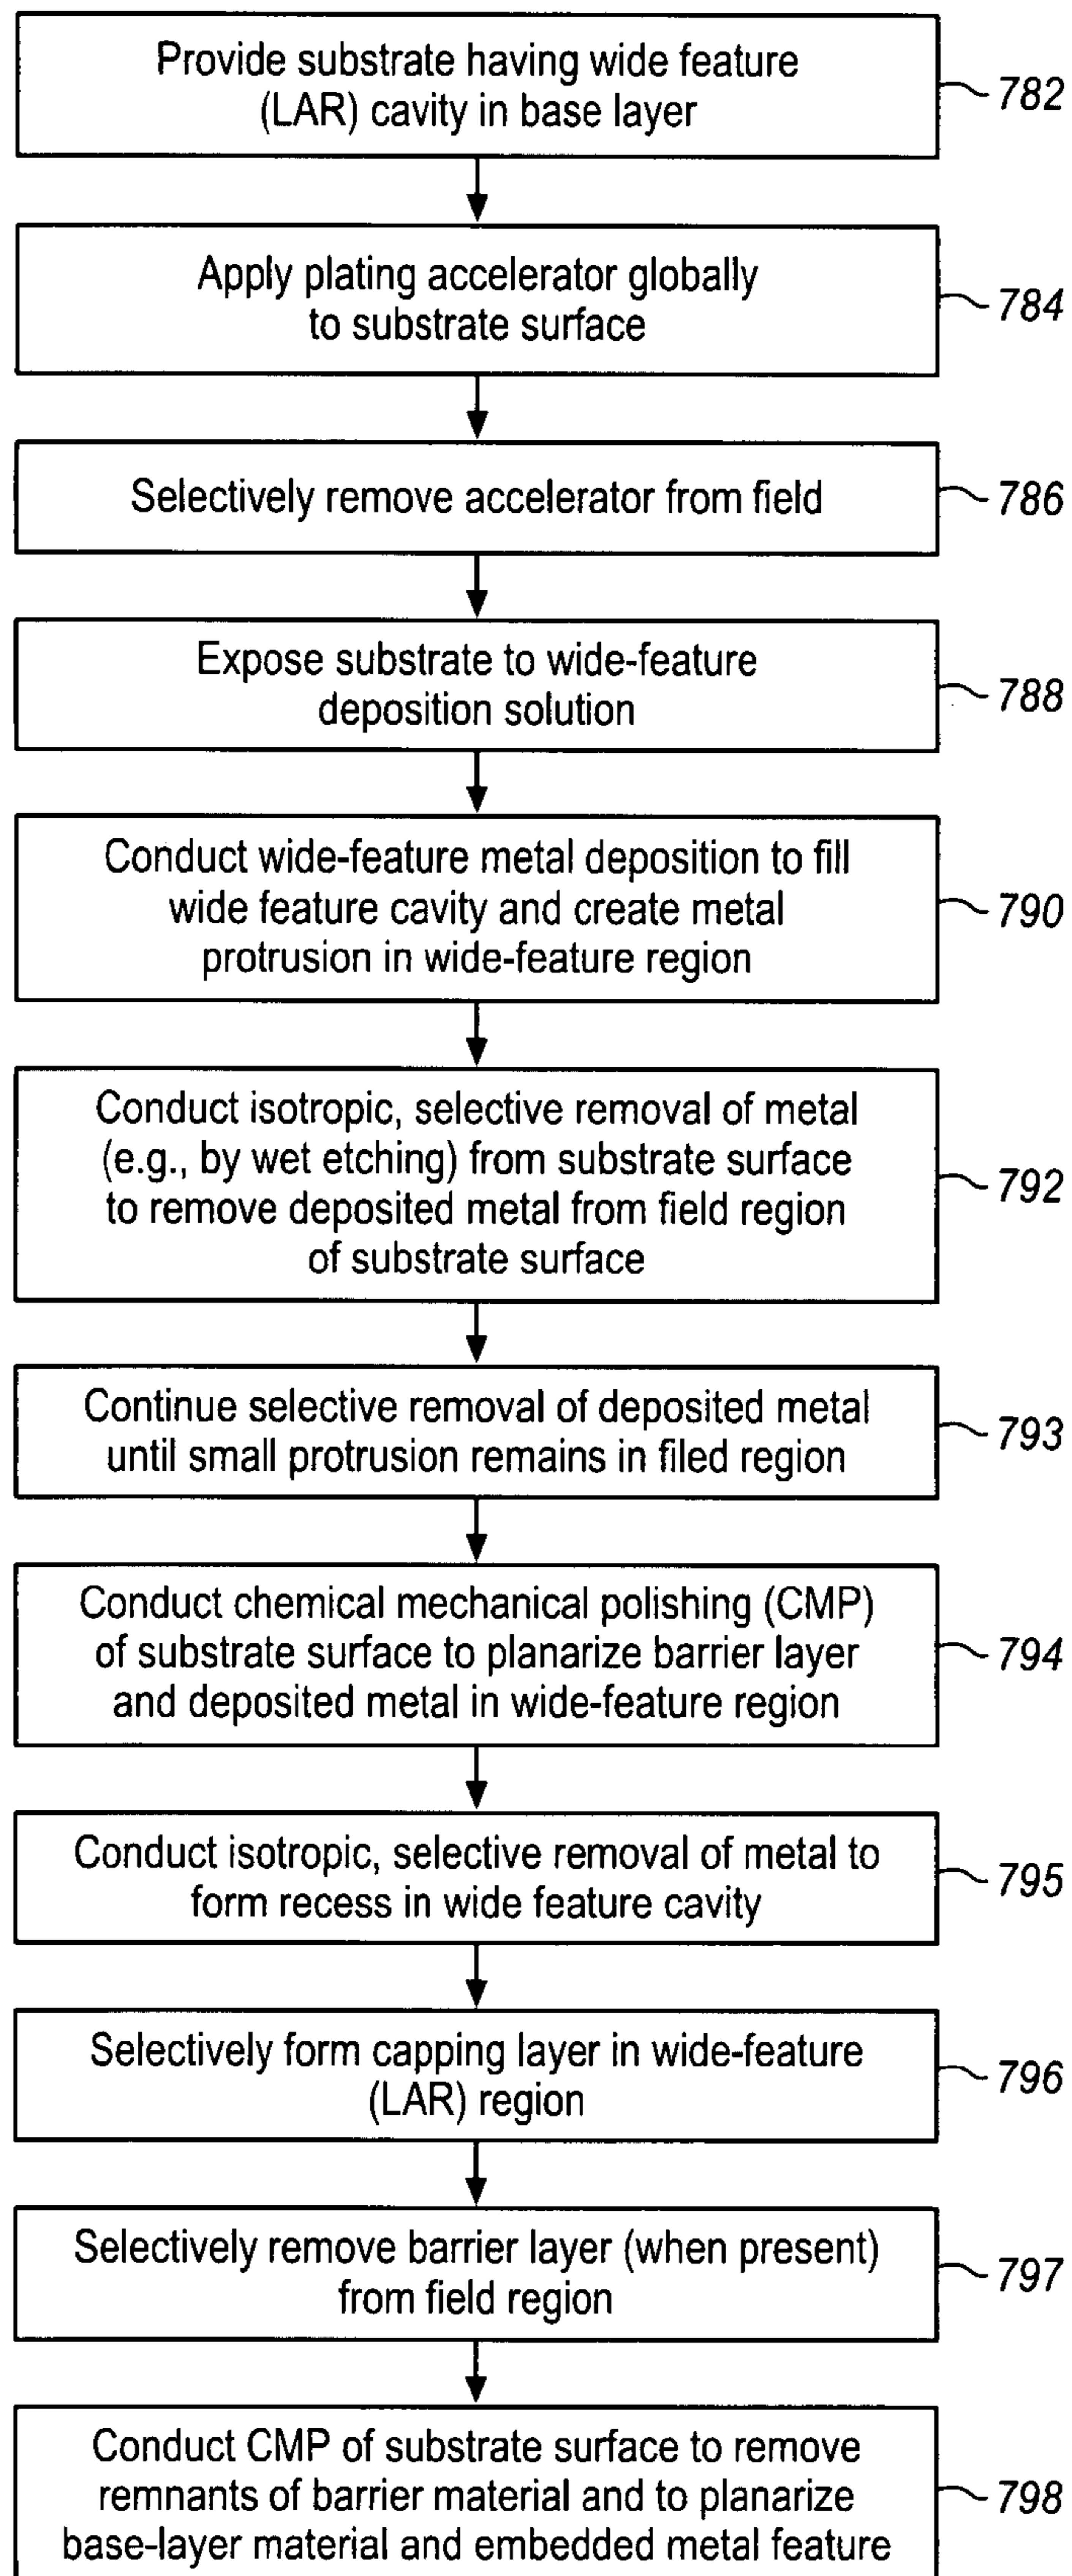 Provide substrate having wide feature
(LAR) cavity in base layer
782
Apply plating accelerator globally
to substrate surface
784
Selectively remove accelerator from field
786
Expose substrate to wide-feature
deposition solution
788
Conduct wide-feature metal deposition to fill
wide feature cavity and create metal
protrusion in wide-feature region
790
Conduct isotropic, selective removal of metal
(e.g., by wet etching) from substrate surface
to remove deposited metal from field region
of substrate surface
792
Continue selective removal of deposited metal
until small protrusion remains in filed region
793
Conduct chemical mechanical polishing (CMP)
of substrate surface to planarize barrier layer
and deposited metal in wide-feature region
794
Conduct isotropic, selective removal of metal to
form recess in wide feature cavity
795
Selectively form capping layer in wide-feature
(LAR) region
796
Selectively remove barrier layer (when present)
from field region
797
Conduct CMP of substrate surface to remove
remnants of barrier material and to planarize
base-layer material and embedded metal feature
798